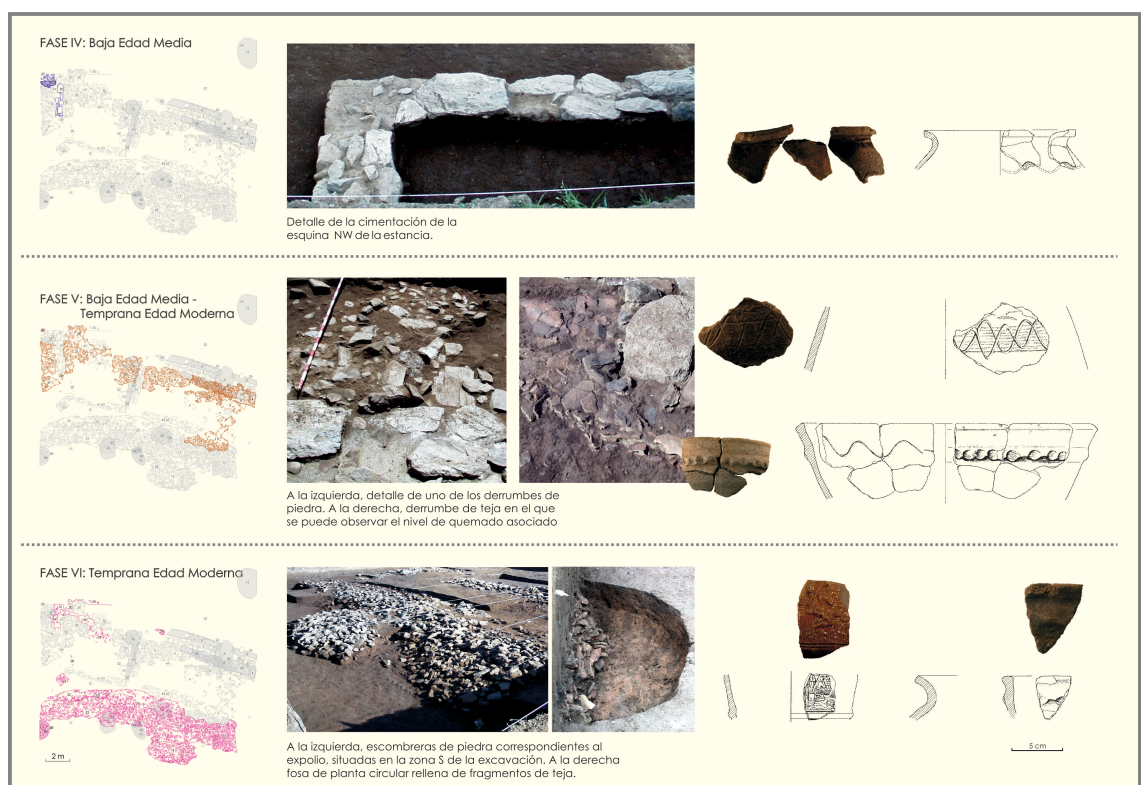 FASE IV: Baja Edad Media
Detalle de la cimentación de la
esquina NW de la estancia.
FASE V: Baja Edad Media -
Temprana Edad Moderna
A la izquierda, detalle de uno de los derrumbes de
piedra. A la derecha, derrumbe de teja en el que
se puede observar el nivel de quemado asociado
FASE VI: Temprana Edad Moderna
2 m
A la izquierda, escombreras de piedra correspondientes al
expolio, situadas en la zona S de la excavación. A la derecha
fosa de planta circular rellena de fragmentos de teja.
5 cm